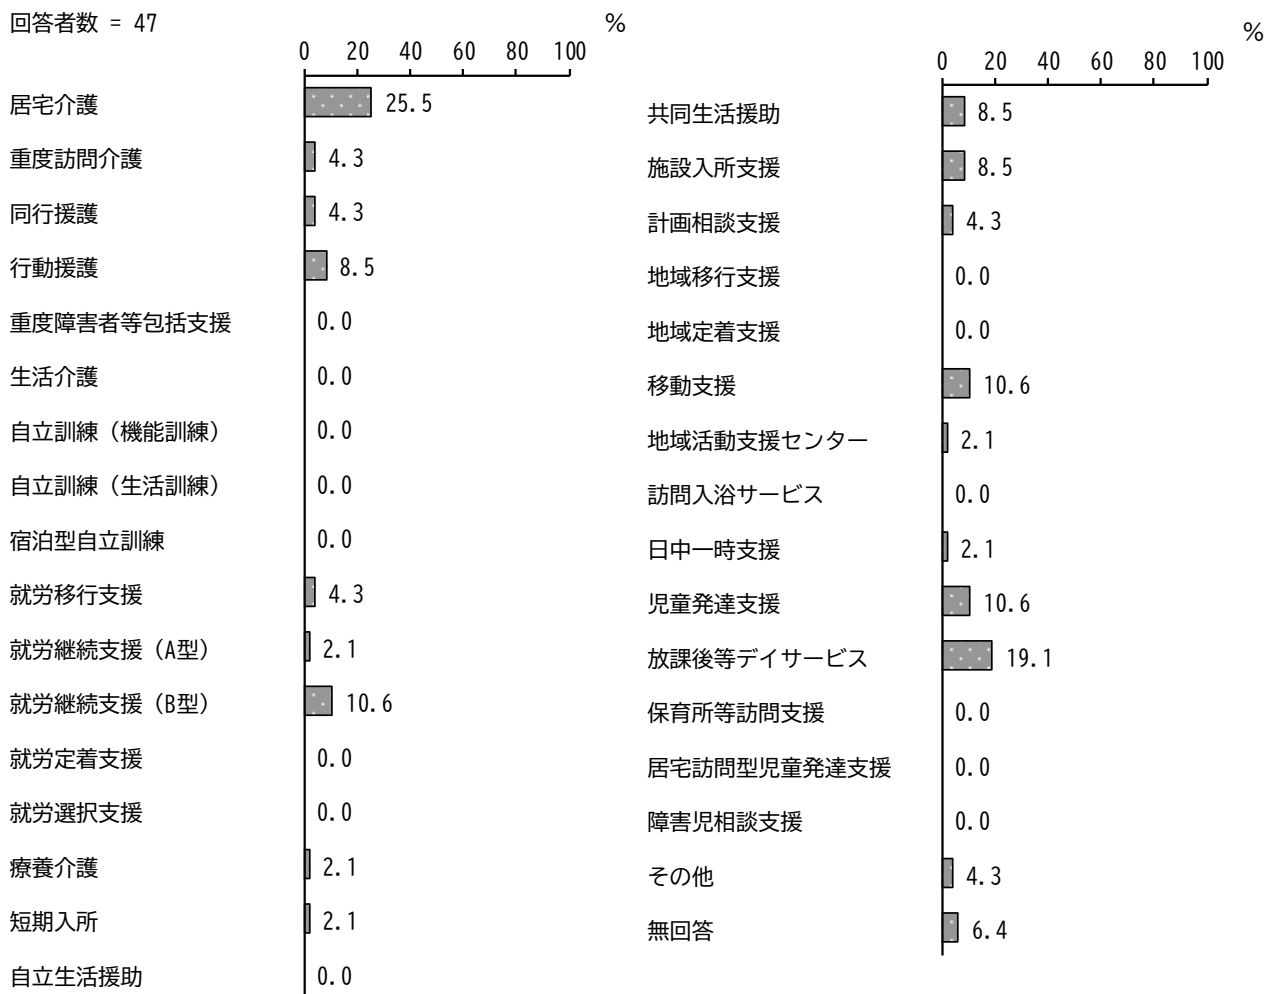 回答者数 = 47
%
0 20 40 60 80 100
居宅介護 25.5
重度訪問介護 4.3
同行援護 4.3
行動援護 8.5
重度障害者等包括支援 0.0
生活介護 0.0
自立訓練（機能訓練） 0.0
自立訓練（生活訓練） 0.0
宿泊型自立訓練 0.0
就労移行支援 4.3
就労継続支援（A型） 2.1
就労継続支援（B型） 10.6
就労定着支援 0.0
就労選択支援 0.0
療養介護 2.1
短期入所 2.1
自立生活援助 0.0
%
0 20 40 60 80 100
共同生活援助 8.5
施設入所支援 8.5
計画相談支援 4.3
地域移行支援 0.0
地域定着支援 0.0
移動支援 10.6
地域活動支援センター 2.1
訪問入浴サービス 0.0
日中一時支援 2.1
児童発達支援 10.6
放課後等デイサービス 19.1
保育所等訪問支援 0.0
居宅訪問型児童発達支援 0.0
障害児相談支援 0.0
その他 4.3
無回答 6.4